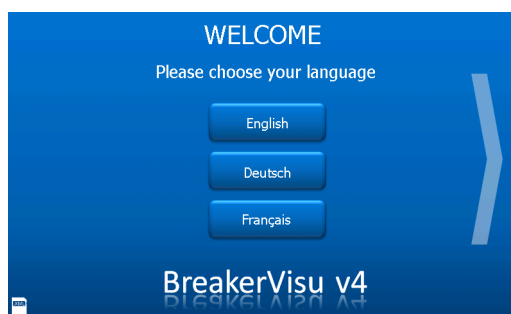 WELCOME
Please choose your language
English
Deutsch
Français
BreakerVisu v4